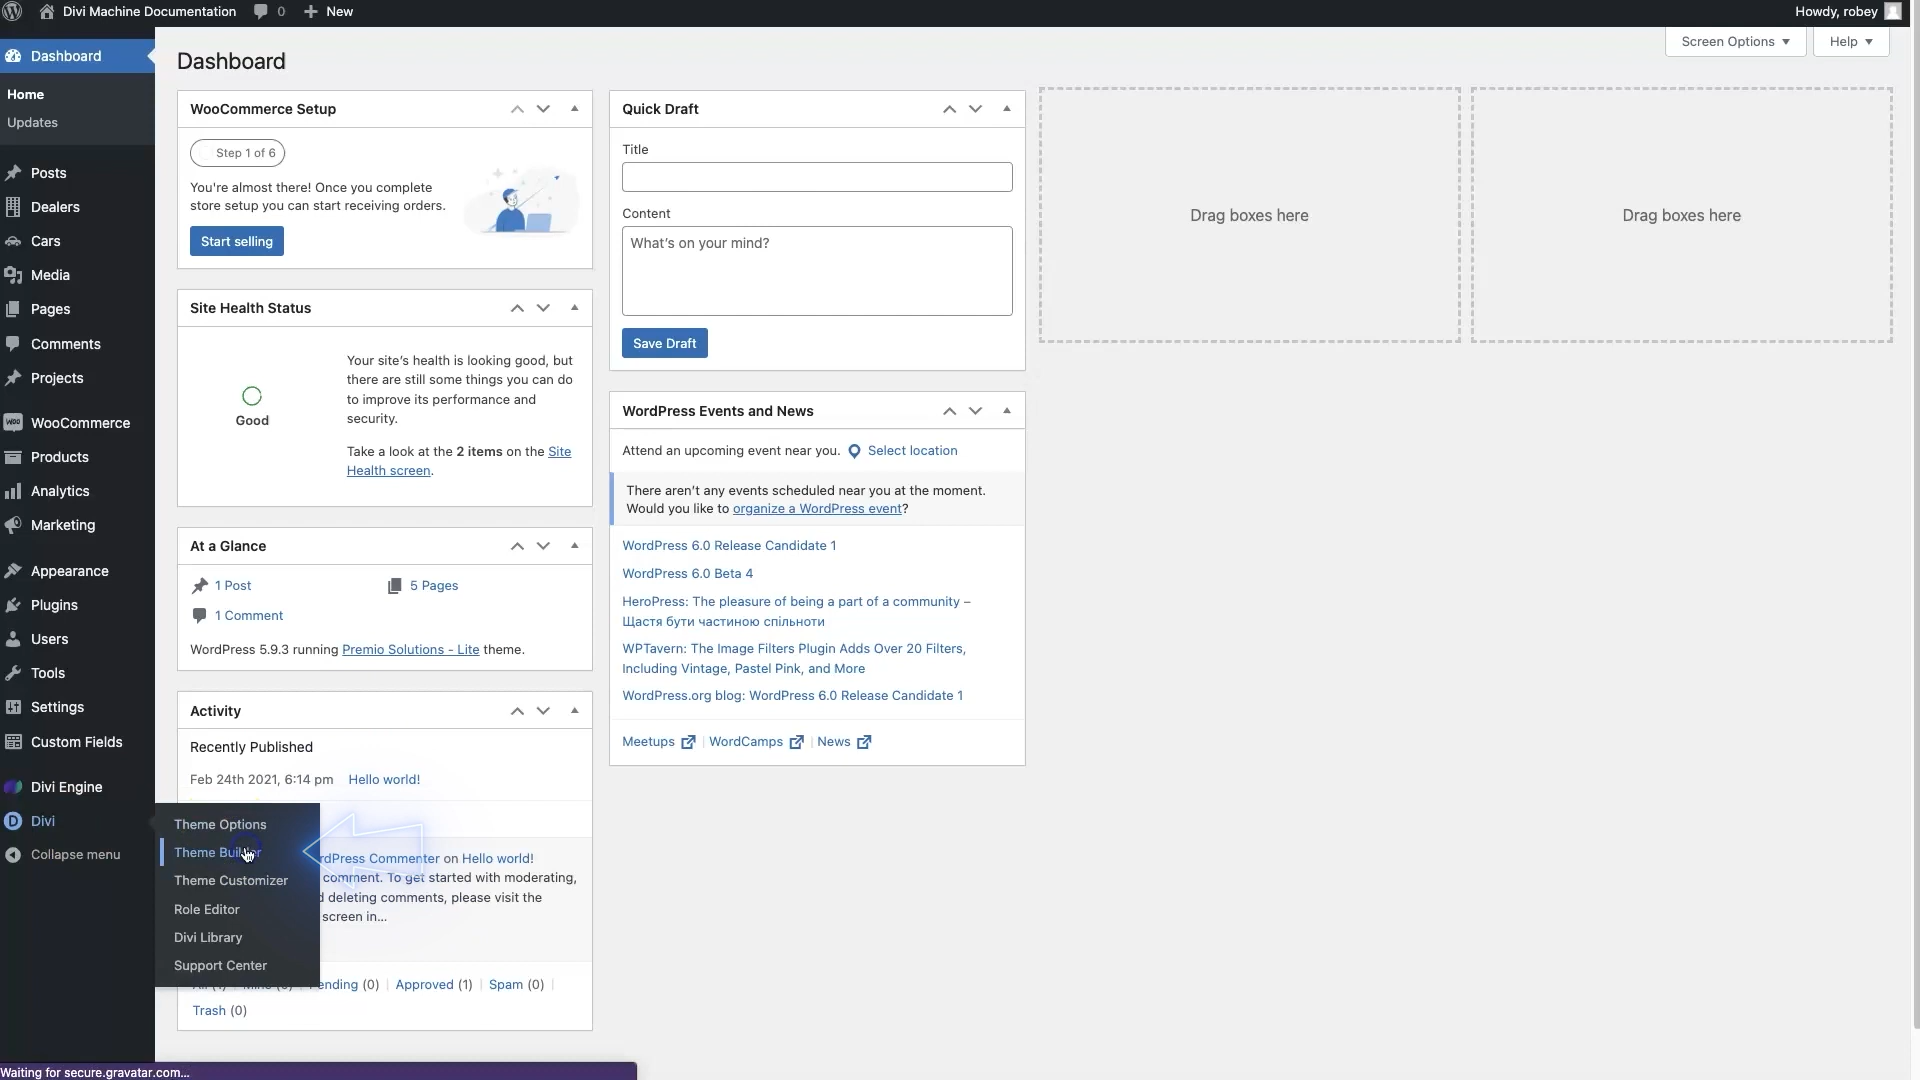 Divi Machine Documentation 0 New Howdy, robey
Dashboard
Home
Updates
Posts
Dealers
Cars
Media
Pages
Comments
Projects
WooCommerce
Products
Analytics
Marketing
Appearance
Plugins
Users
Tools
Settings
Custom Fields
Divi Engine
Divi
Collapse menu
Theme Options
Theme Builder
Theme Customizer
Role Editor
Divi Library
Support Center
Screen Options Help
Dashboard
WooCommerce Setup
Step 1 of 6
You're almost there! Once you complete
store setup you can start receiving orders.
Start selling
Site Health Status
Good
Your site's health is looking good, but
there are still some things you can do
to improve its performance and
security.
Take a look at the 2 items on the Site
Health screen.
At a Glance
1 Post 5 Pages
1 Comment
WordPress 5.9.3 running Premio Solutions - Lite theme.
Activity
Recently Published
Feb 24th 2021, 6:14 pm Hello world!
Commenter on Hello world!
comment. To get started with moderating,
deleting comments, please visit the
screen in...
(0) | Approved (1) | Spam (0) |
Trash (0)
Quick Draft
Title
Content
What's on your mind?
Save Draft
WordPress Events and News
Attend an upcoming event near you. Select location
There aren't any events scheduled near you at the moment.
Would you like to organize a WordPress event?
WordPress 6.0 Release Candidate 1
WordPress 6.0 Beta 4
HeroPress: The pleasure of being a part of a community –
Щастя бути частиною спільноти
WPTavern: The Image Filters Plugin Adds Over 20 Filters,
Including Vintage, Pastel Pink, and More
WordPress.org blog: WordPress 6.0 Release Candidate 1
Meetups | WordCamps | News
Drag boxes here
Drag boxes here
Waiting for secure.gravatar.com...